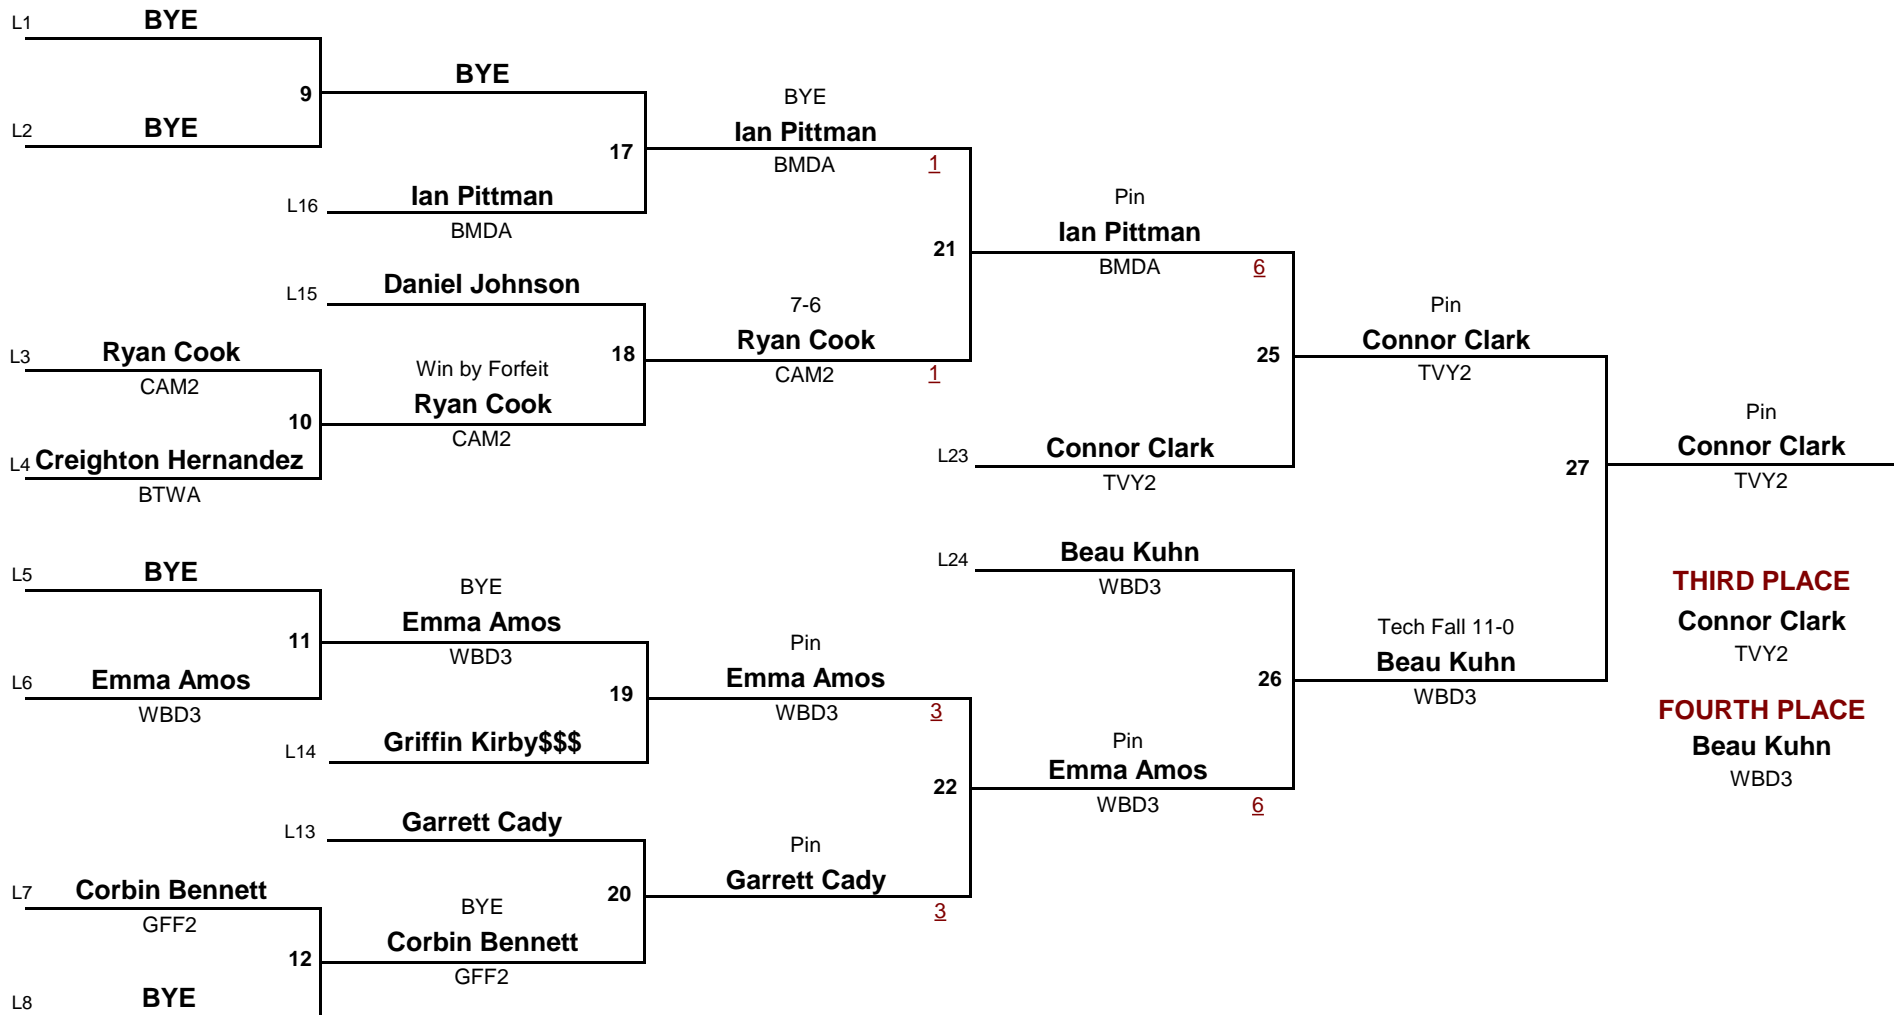 L1 BYE
9
L2 BYE
BYE
17
L16 Ian Pittman
BMDA
BYE
Ian Pittman
BMDA 1
L15 Daniel Johnson
18
L3 Ryan Cook
CAM2
10
L4 Creighton Hernandez
BTWA
Win by Forfeit
Ryan Cook
CAM2
7-6
Ryan Cook
CAM2 1
21
Pin
Ian Pittman
BMDA 6
25
L23 Connor Clark
TVY2
Pin
Connor Clark
TVY2
27
Pin
Connor Clark
TVY2
L5 BYE
11
L6 Emma Amos
WBD3
BYE
Emma Amos
WBD3
19
L14 Griffin Kirby$$$
Pin
Emma Amos
WBD3 3
22
L13 Garrett Cady
20
L7 Corbin Bennett
GFF2
12
L8 BYE
BYE
Corbin Bennett
GFF2
Pin
Garrett Cady
3
L24 Beau Kuhn
WBD3
26
Pin
Emma Amos
WBD3 6
Tech Fall 11-0
Beau Kuhn
WBD3
THIRD PLACE
Connor Clark
TVY2
FOURTH PLACE
Beau Kuhn
WBD3